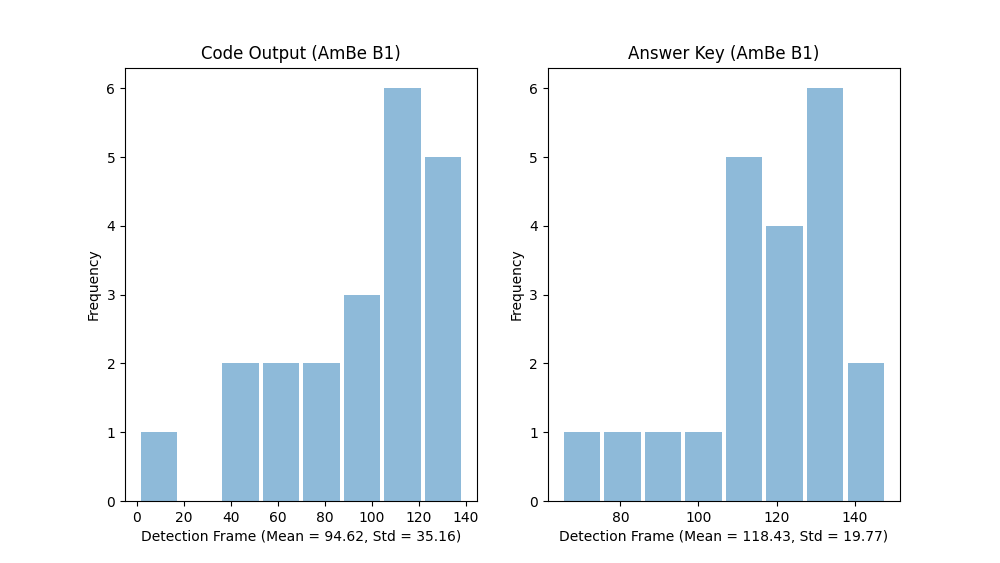 Code Output (AmBe B1)
6
5
4
3
2
1
0
Frequency
0 20 40 60 80 100 120 140
Detection Frame (Mean = 94.62, Std = 35.16)
Answer Key (AmBe B1)
6
5
4
3
2
1
0
Frequency
80 100 120 140
Detection Frame (Mean = 118.43, Std = 19.77)